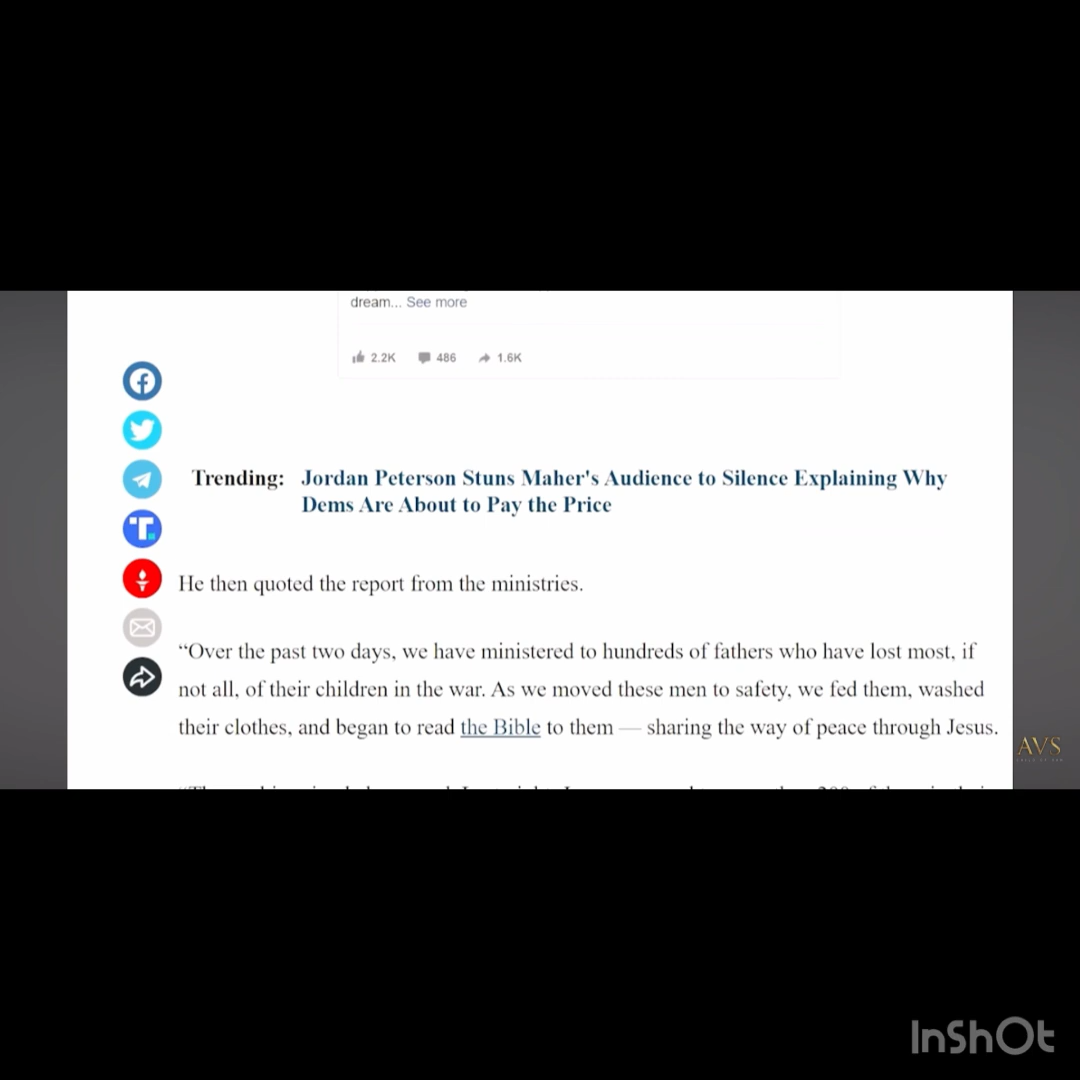 dream... See more
2.2K 486 1.6K
Trending: Jordan Peterson Stuns Maher's Audience to Silence Explaining Why
Dems Are About to Pay the Price
He then quoted the report from the ministries.
“Over the past two days, we have ministered to hundreds of fathers who have lost most, if
not all, of their children in the war. As we moved these men to safety, we fed them, washed
their clothes, and began to read the Bible to them — sharing the way of peace through Jesus.
AVS
InShOt